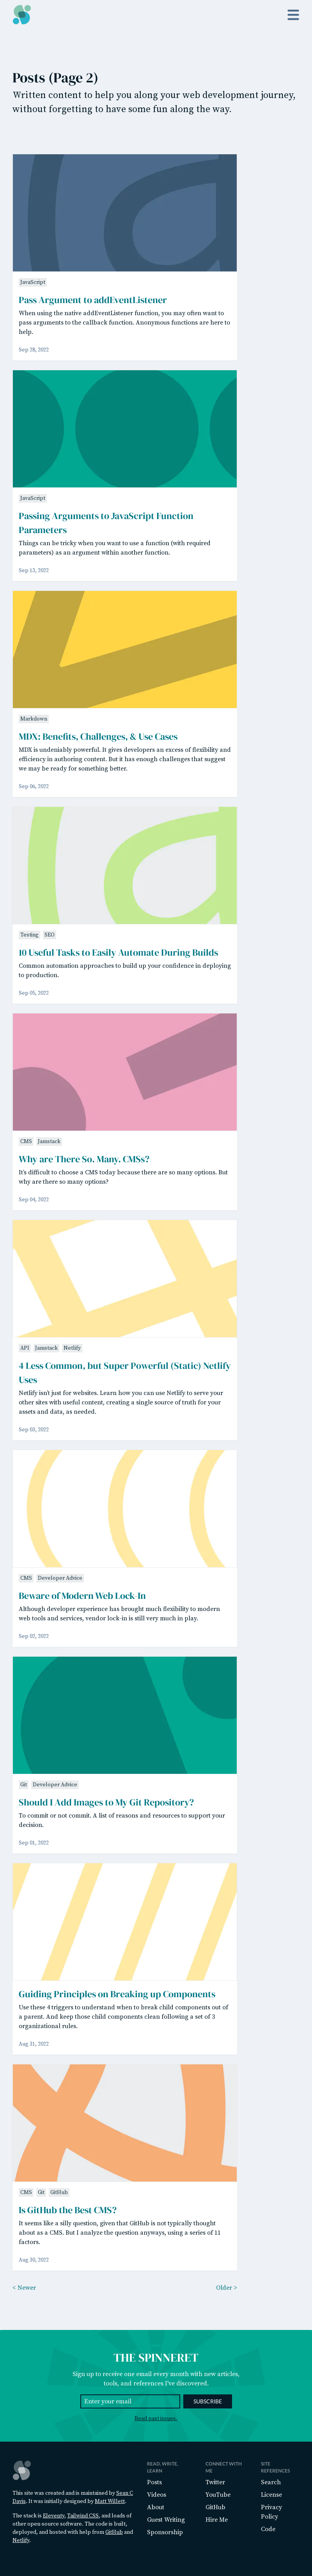 Posts (Page 2)
Written content to help you along your web development journey,
without forgetting to have some fun along the way.
JavaScript
Pass Argument to addEventListener
When using the native addEventListener function, you may often want to
pass arguments to the callback function. Anonymous functions are here to
help.
Sep 28, 2022
JavaScript
Passing Arguments to JavaScript Function
Parameters
Things can be tricky when you want to use a function (with required
parameters) as an argument within another function.
Sep 13, 2022
Markdown
MDX: Benefits, Challenges, & Use Cases
MDX is undeniably powerful. It gives developers an excess of flexibility and
efficiency in authoring content. But it has enough challenges that suggest
we may be ready for something better.
Sep 06, 2022
Testing SEO
10 Useful Tasks to Easily Automate During Builds
Common automation approaches to build up your confidence in deploying
to production.
Sep 05, 2022
CMS Jamstack
Why are There So. Many. CMSs?
It's difficult to choose a CMS today because there are so many options. But
why are there so many options?
Sep 04, 2022
API Jamstack Netlify
4 Less Common, but Super Powerful (Static) Netlify
Uses
Netlify isn't just for websites. Learn how you can use Netlify to serve your
other sites with useful content, creating a single source of truth for your
assets and data, as needed.
Sep 03, 2022
CMS Developer Advice
Beware of Modern Web Lock-In
Although developer experience has brought much flexibility to modern
web tools and services, vendor lock-in is still very much in play.
Sep 02, 2022
Git Developer Advice
Should I Add Images to My Git Repository?
To commit or not commit. A list of reasons and resources to support your
decision.
Sep 01, 2022
Guiding Principles on Breaking up Components
Use these 4 triggers to understand when to break child components out of
a parent. And keep those child components clean following a set of 3
organizational rules.
Aug 31, 2022
CMS Git GitHub
Is GitHub the Best CMS?
It seems like a silly question, given that GitHub is not typically thought
about as a CMS. But I analyze the question anyways, using a series of 11
factors.
Aug 30, 2022
< Newer
Older >
THE SPINNERET
Sign up to receive one email every month with new articles,
tools, and references I've discovered.
Enter your email
SUBSCRIBE
Read past issues.
This site was created and is maintained by Sean C
Davis. It was initially designed by Matt Willett.
The stack is Eleventy, Tailwind CSS, and loads of
other open source software. The code is built,
deployed, and hosted with help from GitHub and
Netlify.
READ, WRITE,
LEARN
Posts
Videos
About
Guest Writing
Sponsorship
CONNECT WITH
ME
Twitter
YouTube
GitHub
Hire Me
SITE
REFERENCES
Search
License
Privacy
Policy
Code